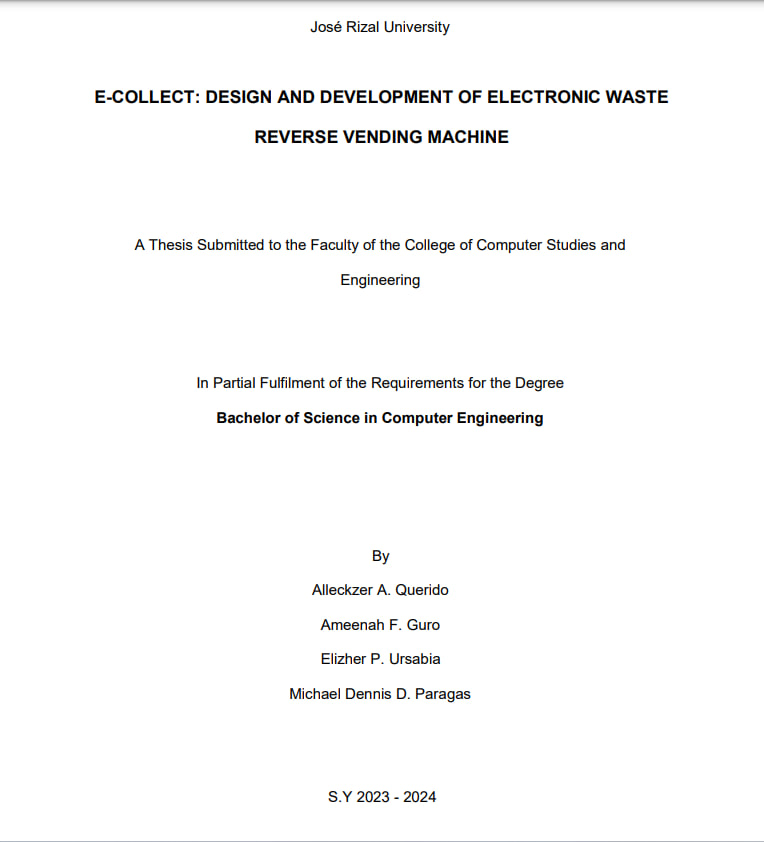 José Rizal University
E-COLLECT: DESIGN AND DEVELOPMENT OF ELECTRONIC WASTE
REVERSE VENDING MACHINE
A Thesis Submitted to the Faculty of the College of Computer Studies and
Engineering
In Partial Fulfilment of the Requirements for the Degree
Bachelor of Science in Computer Engineering
By
Alleckzer A. Querido
Ameenah F. Guro
Elizher P. Ursabia
Michael Dennis D. Paragas
S.Y 2023 - 2024